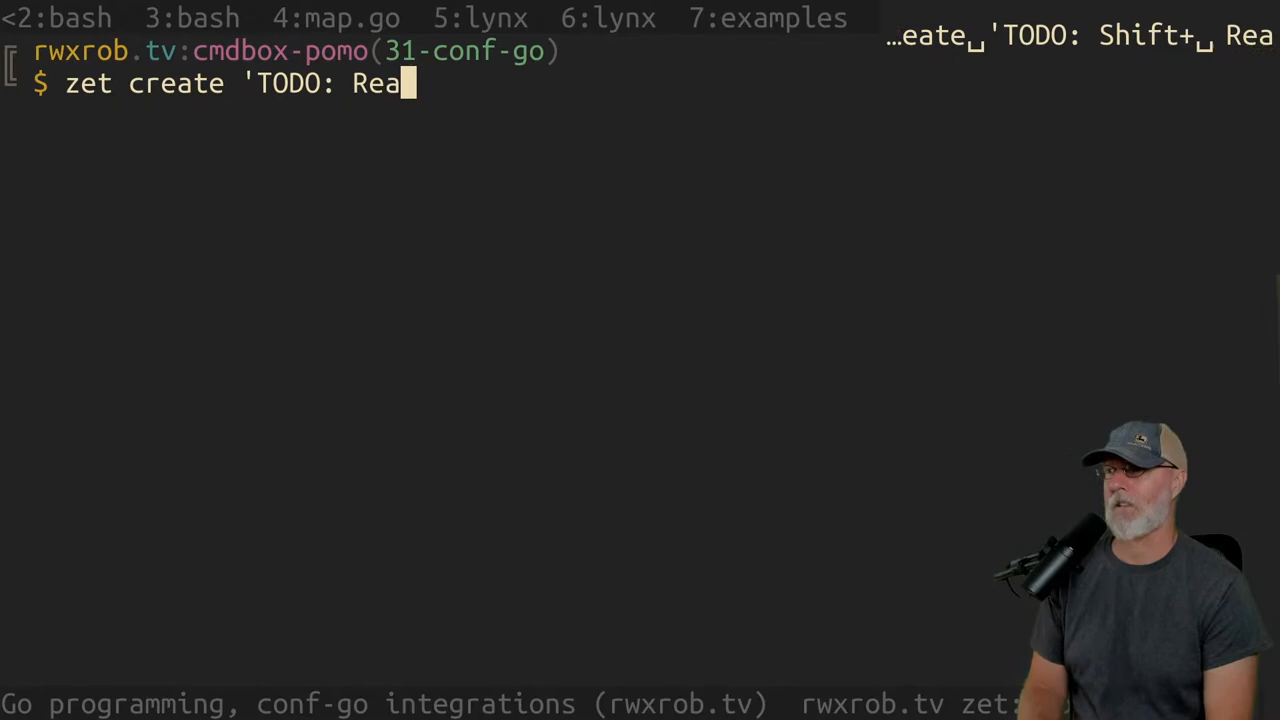 <2:bash 3:bash 4:map.go 5:lynx 6:lynx 7:examples
…eate␣'TODO: Shift+␣ Rea
rwxrob.tv:cmdbox-pomo(31-conf-go)
$ zet create 'TODO: Rea
Go programming, conf-go integrations (rwxrob.tv) rwxrob.tv zet: